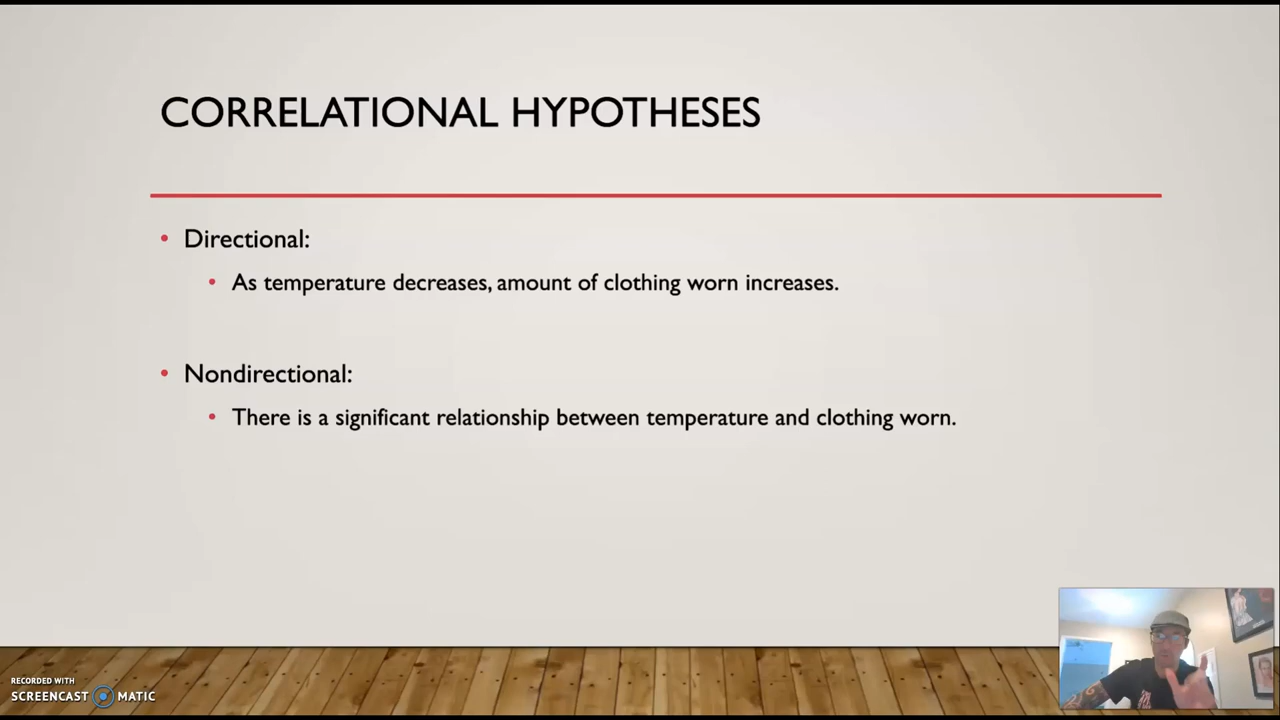 CORRELATIONAL HYPOTHESES
• Directional:
• As temperature decreases, amount of clothing worn increases.
• Nondirectional:
• There is a significant relationship between temperature and clothing worn.
RECORDED WITH
SCREENCAST MATIC